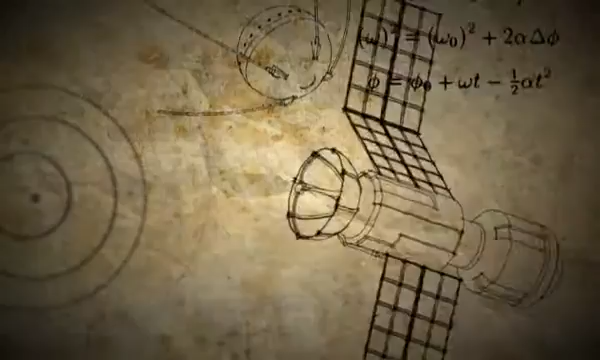 (ω)² = (ω₀)² + 2αΔϕ
ϕ = ϕ₀ + ωt − ½αt²